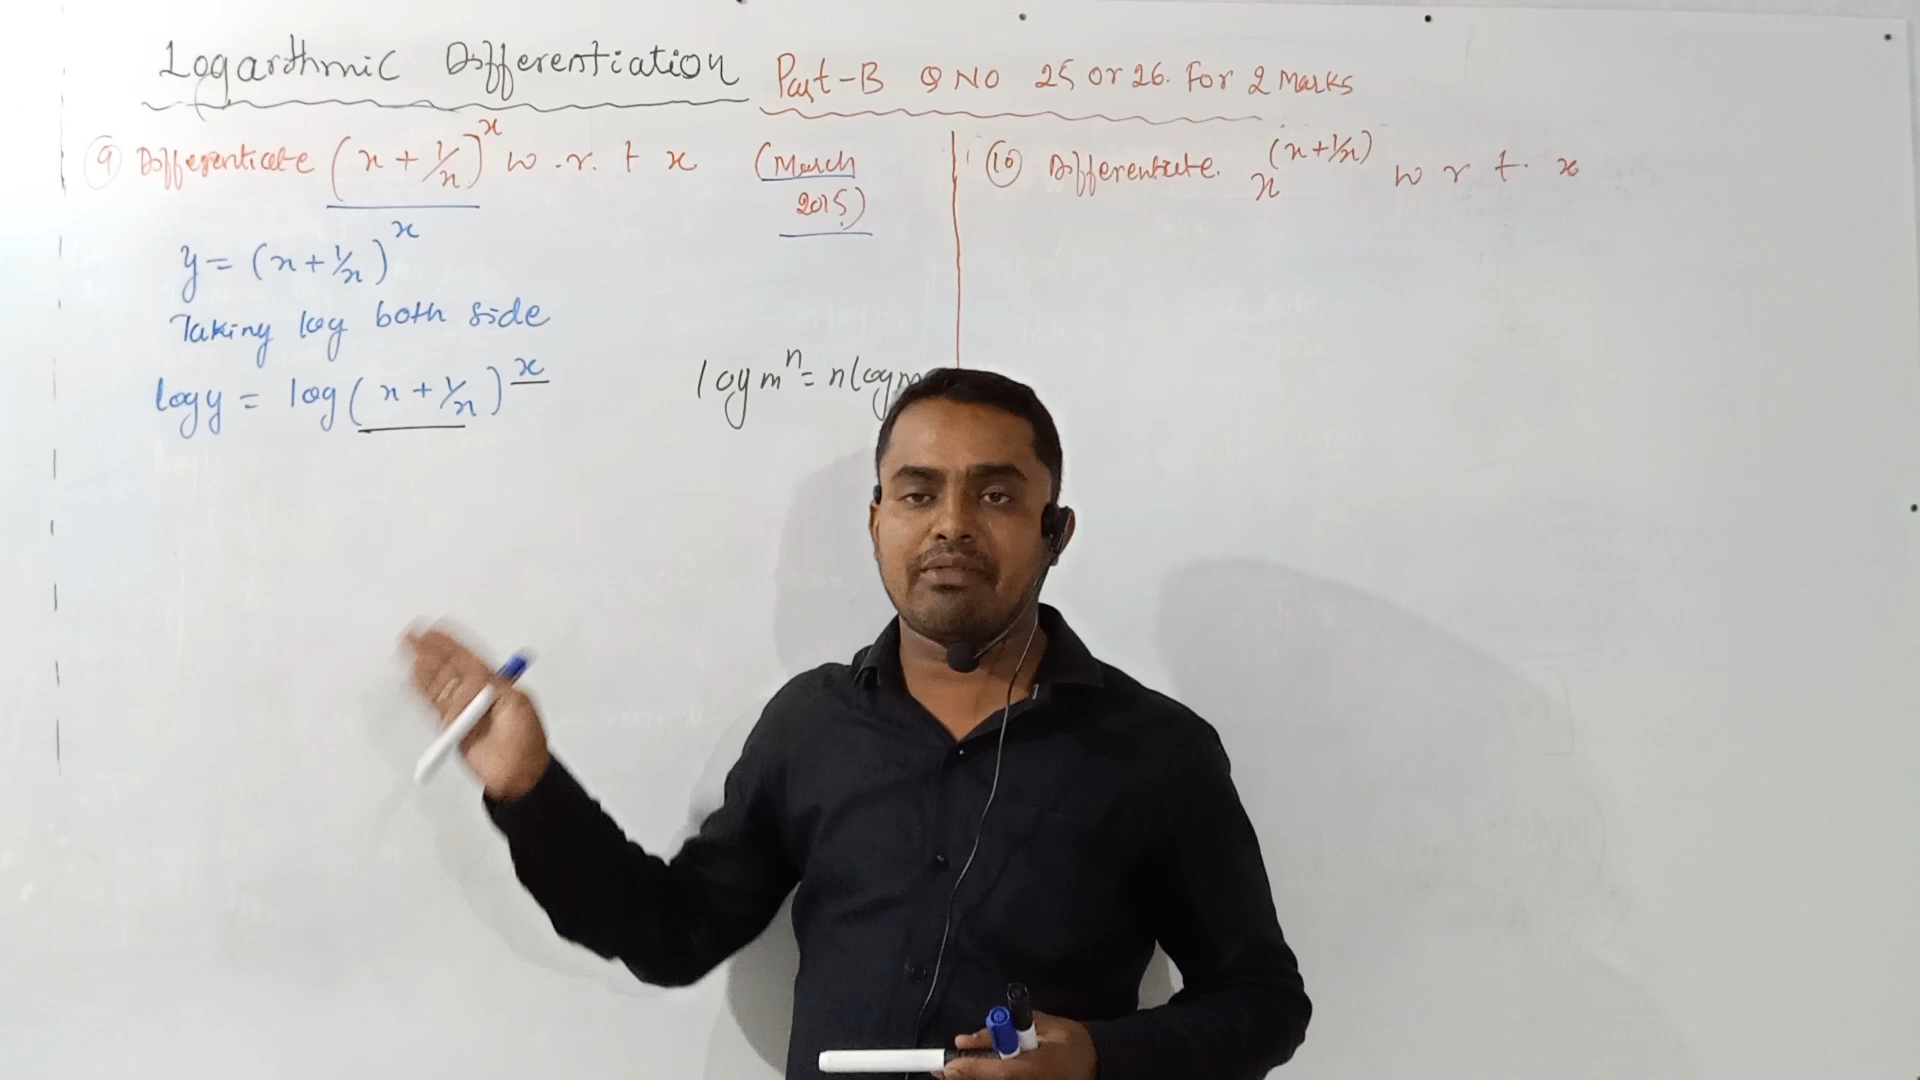 Logarithmic Differentiation Part-B Q NO 25 or 26. For 2 Marks
9 Differentiate (x + 1/x)^x w.r.t x (March 2015)
y = (x + 1/x)^x
Taking log both side
log y = log (x + 1/x)^x
log m^n = n log m
10 Differentiate. x^(x+1/x) w r t. x